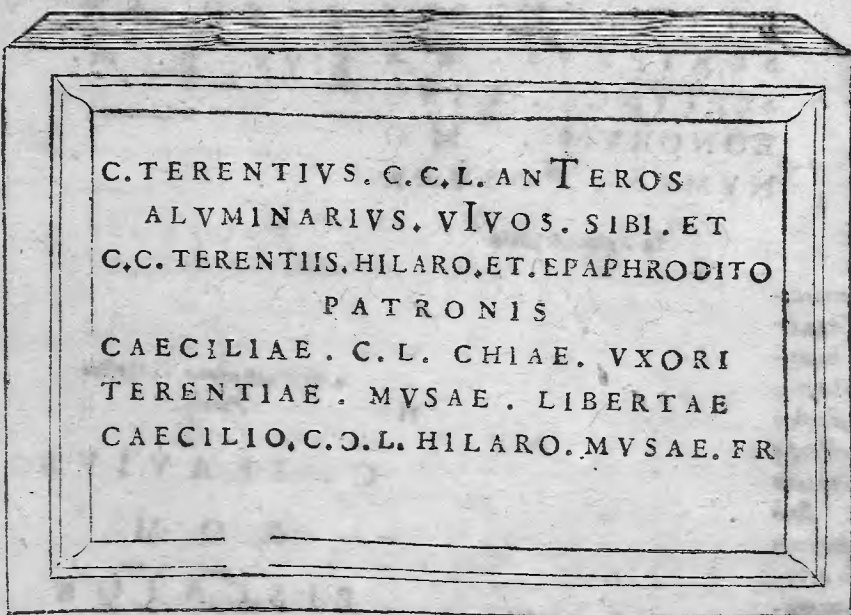 C. TERENTIVS. C. C. L. ANTEROS
ALVMINARIVS. VIVOS. SIBI. ET
C. C. TERENTIIS. HILARO. ET. EPAPHRODITO
PATRONIS
CAECILIAE. C. L. CHIAE. VXORI
TERENTIAE. MVSAE. LIBERTAE
CAECILIO. C. Ɔ. L. HILARO. MVSAE. FR